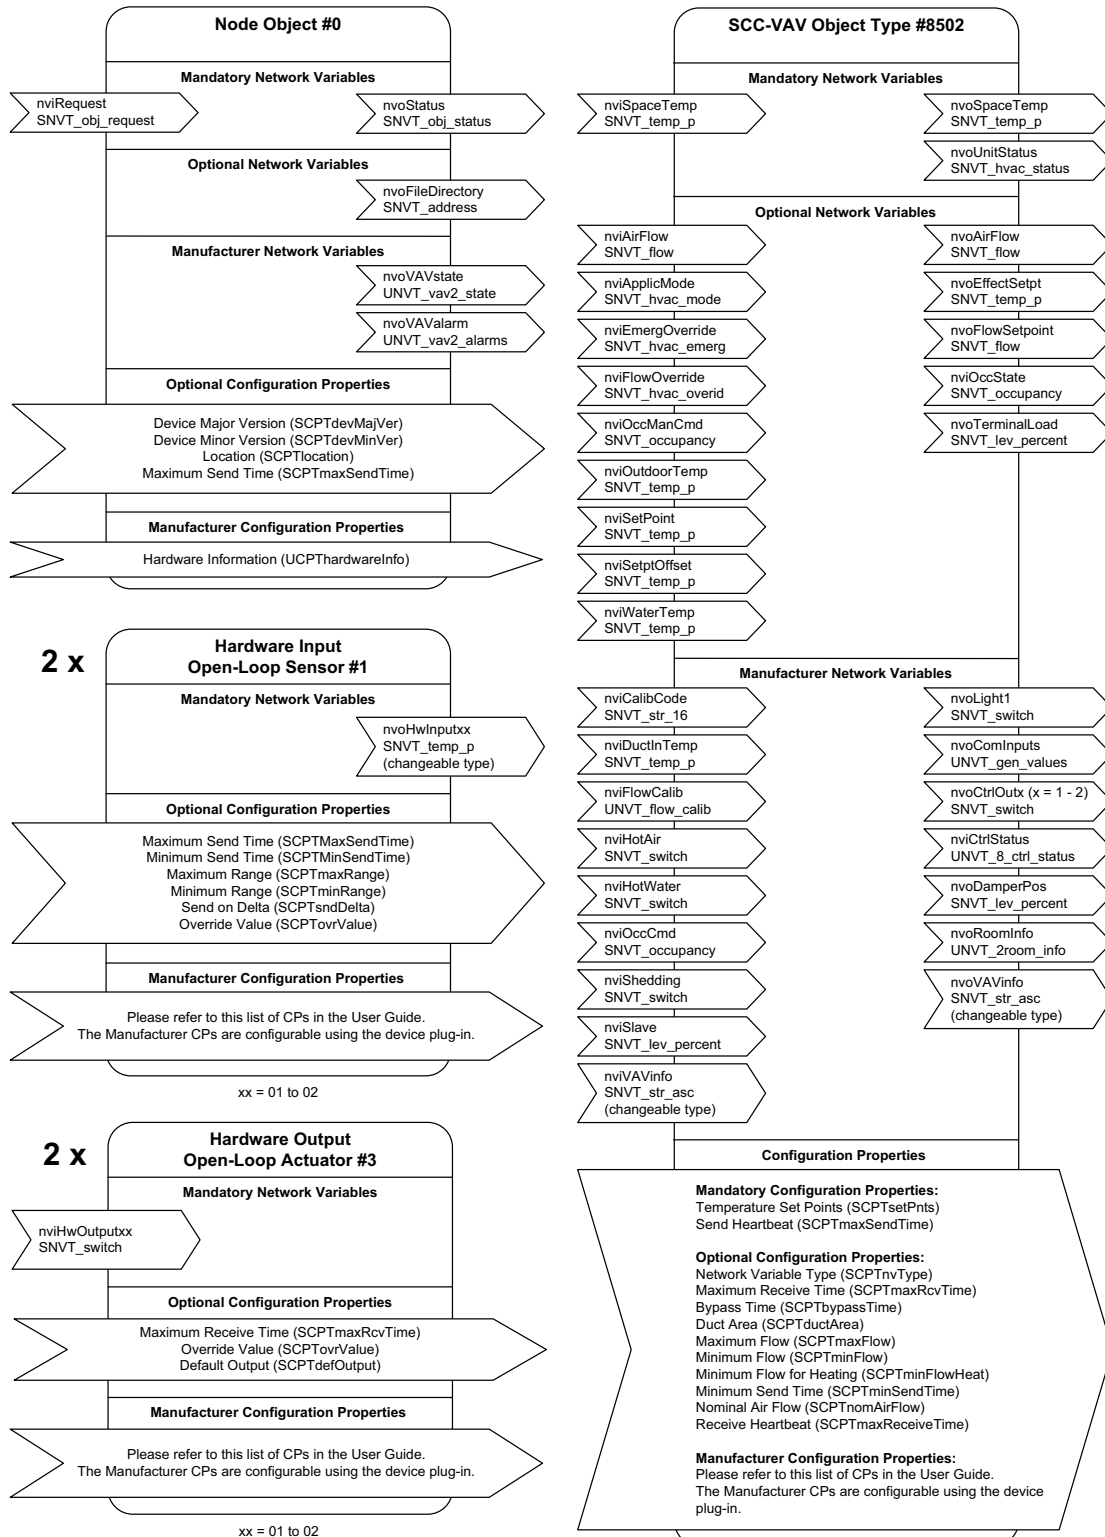 Node Object #0
Mandatory Network Variables
nviRequest
SNVT_obj_request
nvoStatus
SNVT_obj_status
Optional Network Variables
nvoFileDirectory
SNVT_address
Manufacturer Network Variables
nvoVAVstate
UNVT_vav2_state
nvoVAValarm
UNVT_vav2_alarms
Optional Configuration Properties
Device Major Version (SCPTdevMajVer)
Device Minor Version (SCPTdevMinVer)
Location (SCPTlocation)
Maximum Send Time (SCPTmaxSendTime)
Manufacturer Configuration Properties
Hardware Information (UCPThardwareInfo)
2 x
Hardware Input
Open-Loop Sensor #1
Mandatory Network Variables
nvoHwInputxx
SNVT_temp_p
(changeable type)
Optional Configuration Properties
Maximum Send Time (SCPTMaxSendTime)
Minimum Send Time (SCPTMinSendTime)
Maximum Range (SCPTmaxRange)
Minimum Range (SCPTminRange)
Send on Delta (SCPTsndDelta)
Override Value (SCPTovrValue)
Manufacturer Configuration Properties
Please refer to this list of CPs in the User Guide.
The Manufacturer CPs are configurable using the device plug-in.
xx = 01 to 02
2 x
Hardware Output
Open-Loop Actuator #3
Mandatory Network Variables
nviHwOutputxx
SNVT_switch
Optional Configuration Properties
Maximum Receive Time (SCPTmaxRcvTime)
Override Value (SCPTovrValue)
Default Output (SCPTdefOutput)
Manufacturer Configuration Properties
Please refer to this list of CPs in the User Guide.
The Manufacturer CPs are configurable using the device plug-in.
xx = 01 to 02
SCC-VAV Object Type #8502
Mandatory Network Variables
nviSpaceTemp
SNVT_temp_p
nvoSpaceTemp
SNVT_temp_p
nvoUnitStatus
SNVT_hvac_status
Optional Network Variables
nviAirFlow
SNVT_flow
nviApplicMode
SNVT_hvac_mode
nviEmergOverride
SNVT_hvac_emerg
nviFlowOverride
SNVT_hvac_overid
nviOccManCmd
SNVT_occupancy
nviOutdoorTemp
SNVT_temp_p
nviSetPoint
SNVT_temp_p
nviSetptOffset
SNVT_temp_p
nviWaterTemp
SNVT_temp_p
nvoAirFlow
SNVT_flow
nvoEffectSetpt
SNVT_temp_p
nvoFlowSetpoint
SNVT_flow
nviOccState
SNVT_occupancy
nvoTerminalLoad
SNVT_lev_percent
Manufacturer Network Variables
nviCalibCode
SNVT_str_16
nviDuctInTemp
SNVT_temp_p
nviFlowCalib
UNVT_flow_calib
nviHotAir
SNVT_switch
nviHotWater
SNVT_switch
nviOccCmd
SNVT_occupancy
nviShedding
SNVT_switch
nviSlave
SNVT_lev_percent
nviVAVinfo
SNVT_str_asc
(changeable type)
nvoLight1
SNVT_switch
nvoComInputs
UNVT_gen_values
nvoCtrlOutx (x = 1 - 2)
SNVT_switch
nviCtrlStatus
UNVT_8_ctrl_status
nvoDamperPos
SNVT_lev_percent
nvoRoomInfo
UNVT_2room_info
nvoVAVinfo
SNVT_str_asc
(changeable type)
Configuration Properties
Mandatory Configuration Properties:
Temperature Set Points (SCPTsetPnts)
Send Heartbeat (SCPTmaxSendTime)
Optional Configuration Properties:
Network Variable Type (SCPTnvType)
Maximum Receive Time (SCPTmaxRcvTime)
Bypass Time (SCPTbypassTime)
Duct Area (SCPTductArea)
Maximum Flow (SCPTmaxFlow)
Minimum Flow (SCPTminFlow)
Minimum Flow for Heating (SCPTminFlowHeat)
Minimum Send Time (SCPTminSendTime)
Nominal Air Flow (SCPTnomAirFlow)
Receive Heartbeat (SCPTmaxReceiveTime)
Manufacturer Configuration Properties:
Please refer to this list of CPs in the User Guide.
The Manufacturer CPs are configurable using the device
plug-in.